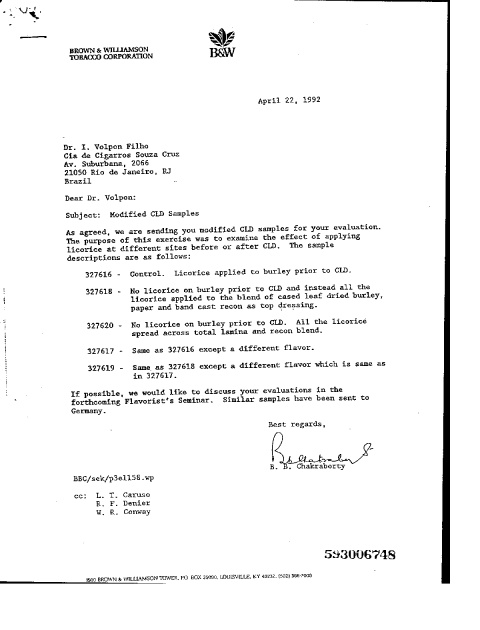 BROWN & WILLIAMSON
TOBACCO CORPORATION
B&W
April 22, 1992
Dr. I. Volpon Filho
Cia de Cigarros Souza Cruz
Av. Suburbana, 2066
21050 Rio de Janeiro, RJ
Brazil
Dear Dr. Volpon:
Subject: Modified CLD Samples
As agreed, we are sending you modified CLD samples for your evaluation.
The purpose of this exercise was to examine the effect of applying
licorice at different sites before or after CLD. The sample
descriptions are as follows:
327616 - Control. Licorice applied to burley prior to CLD.
327618 - No licorice on burley prior to CLD and instead all the
licorice applied to the blend of cased leaf dried burley,
paper and band cast recon as top dressing.
327620 - No licorice on burley prior to CLD. All the licorice
spread across total lamina and recon blend.
327617 - Same as 327616 except a different flavor.
327619 - Same as 327618 except a different flavor which is same as
in 327617.
If possible, we would like to discuss your evaluations in the
forthcoming Flavorist's Seminar. Similar samples have been sent to
Germany.
Best regards,
B. B. Chakraborty
BBC/sek/p3el158.wp
cc: L. T. Caruso
R. F. Denier
W. R. Conway
593006748
1500 BROWN & WILLIAMSON TOWER, PO BOX 35090, LOUISVILLE, KY 40232, (502) 568-7000